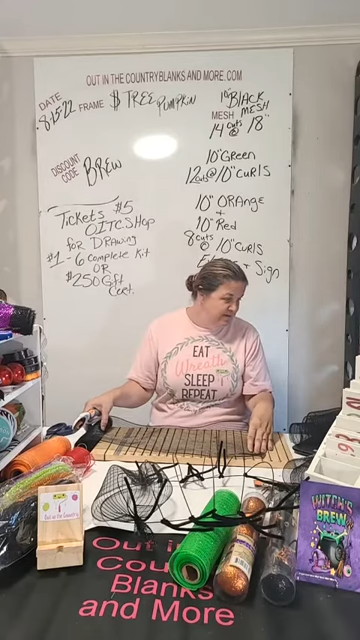 OUT IN THE COUNTRYBLANKS AND MORE.COM
DATE
8-15-22
FRAME
$ TREE Pumpkin
10" BLACK MESH
MESH
14 cuts @ 18"
DISCOUNT
CODE
BREW
10" Green
12 cuts @ 10" CURLS
10" ORANGE
+
10" Red
8 cuts @ 10" CURLS
+ Sign
Tickets $5
OITC.SHOP
for DRAWING
#1 - 6 complete Kit
OR
$250 Gift
Cert.
EAT
Wreath
SLEEP
REPEAT
Out in the Country
WITCH'S
BREW
Out in the
Country
Blanks
and More